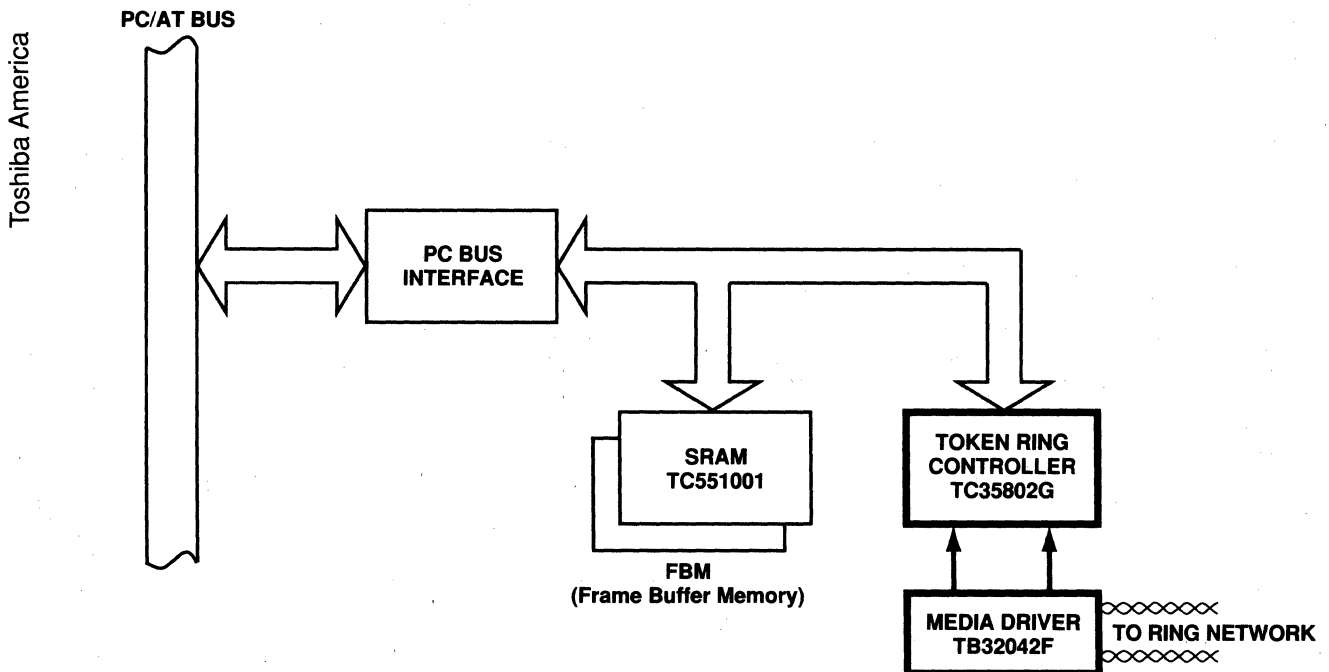 PC/AT BUS
Toshiba America
PC BUS
INTERFACE
SRAM
TC551001
TOKEN RING
CONTROLLER
TC35802G
FBM
(Frame Buffer Memory)
MEDIA DRIVER
TB32042F
TO RING NETWORK